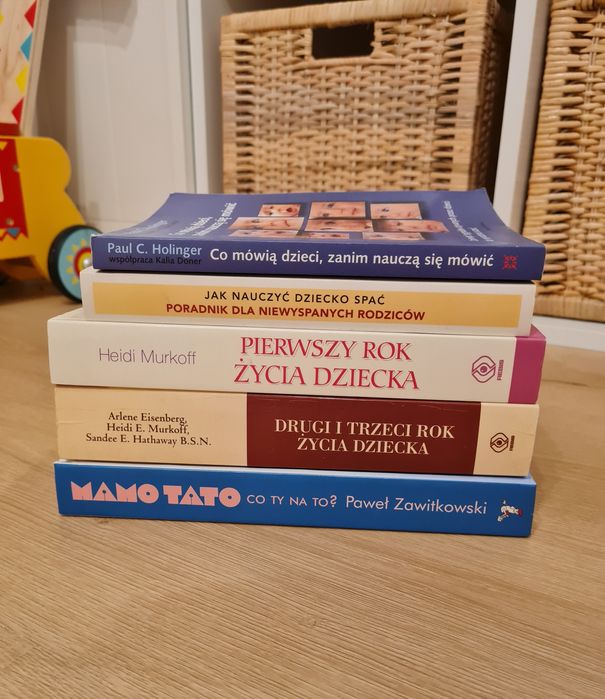 Paul C. Holinger
współpraca Kalia Doner
Co mówią dzieci, zanim nauczą się mówić
JAK NAUCZYĆ DZIECKO SPAĆ
PORADNIK DLA NIEWYSPANYCH RODZICÓW
Heidi Murkoff
PIERWSZY ROK
ŻYCIA DZIECKA
Arlene Eisenberg,
Heidi E. Murkoff,
Sandee E. Hathaway B.S.N.
DRUGI I TRZECI ROK
ŻYCIA DZIECKA
MAMO TATO CO TY NA TO? Paweł Zawitkowski